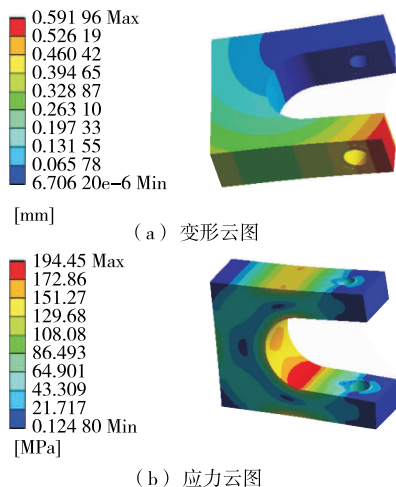 0.591 96 Max
0.526 19
0.460 42
0.394 65
0.328 87
0.263 10
0.197 33
0.131 55
0.065 78
6.706 20e-6 Min
[mm]
(a) 变形云图
194.45 Max
172.86
151.27
129.68
108.08
86.493
64.901
43.309
21.717
0.124 80 Min
[MPa]
(b) 应力云图